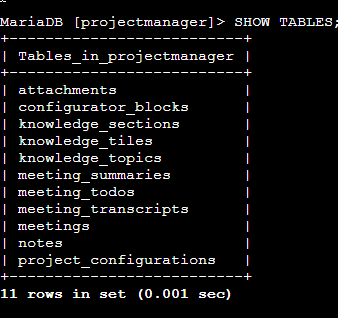 MariaDB [projectmanager]> SHOW TABLES;
+---------------------------+
| Tables_in_projectmanager |
+---------------------------+
| attachments |
| configurator_blocks |
| knowledge_sections |
| knowledge_tiles |
| knowledge_topics |
| meeting_summaries |
| meeting_todos |
| meeting_transcripts |
| meetings |
| notes |
| project_configurations |
+---------------------------+
11 rows in set (0.001 sec)